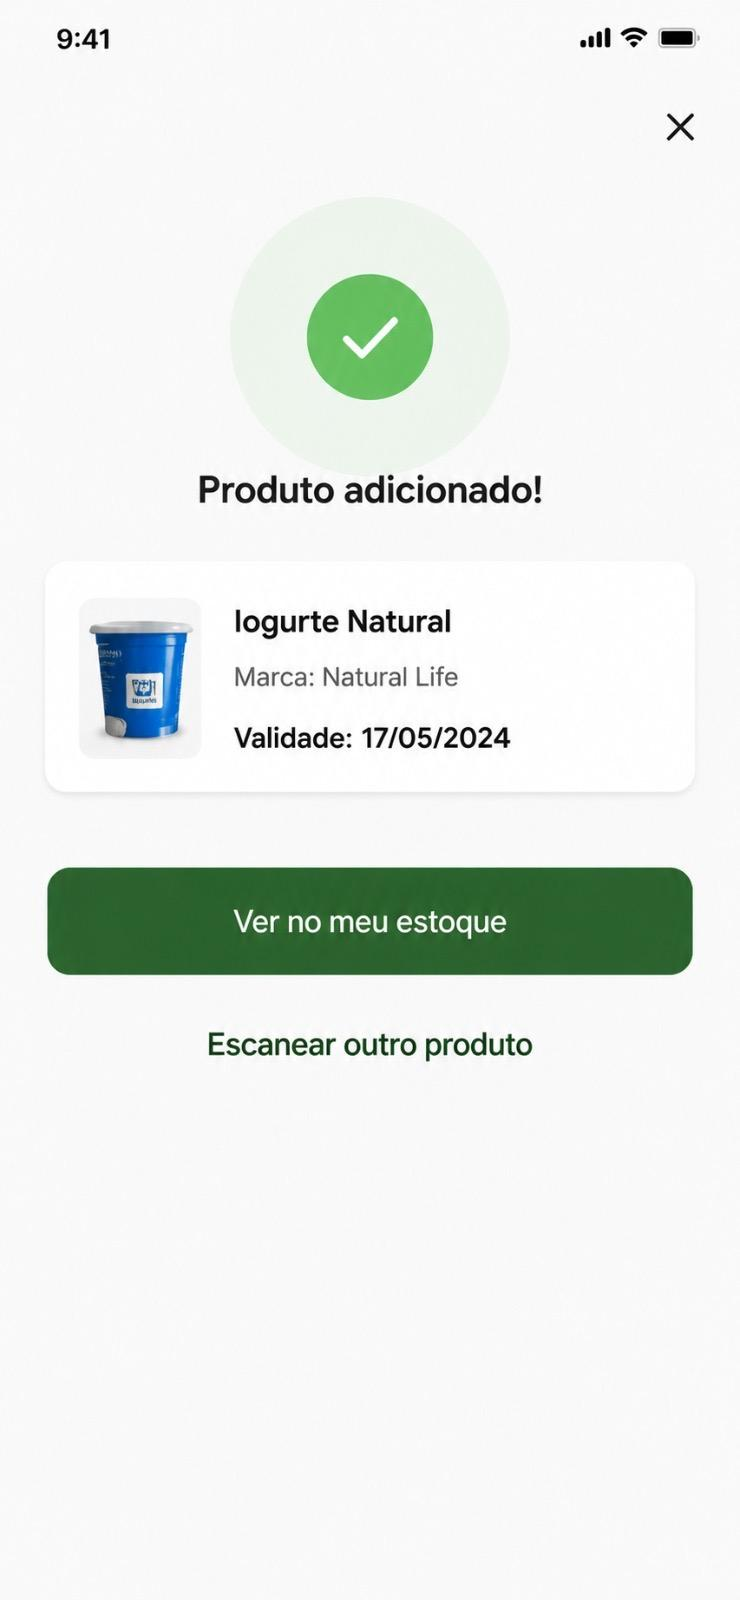 9:41
Produto adicionado!
Iogurte Natural
Marca: Natural Life
Validade: 17/05/2024
Ver no meu estoque
Escanear outro produto